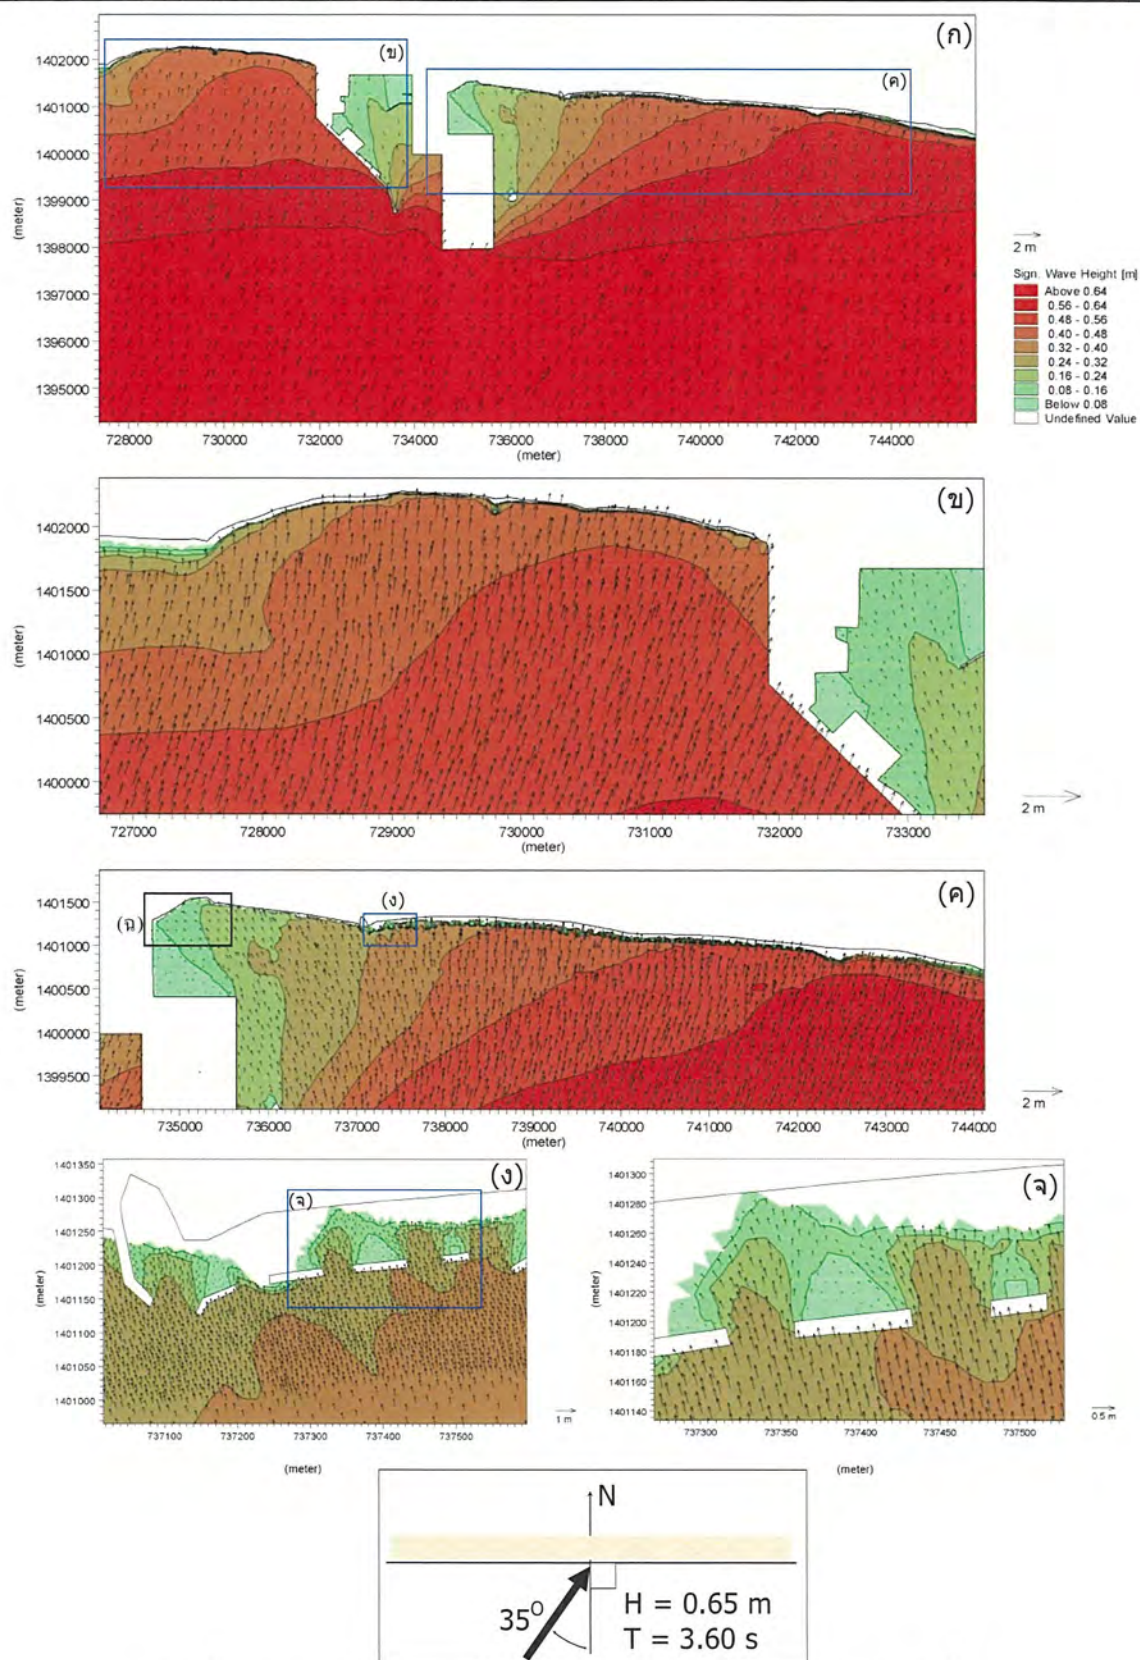 (ก)
(ข)
(ค)
1402000
1401000
1400000
1399000
1398000
1397000
1396000
1395000
(meter)
728000 730000 732000 734000 736000 738000 740000 742000 744000
(meter)
2 m
Sign. Wave Height [m]
Above 0.64
0.56 - 0.64
0.48 - 0.56
0.40 - 0.48
0.32 - 0.40
0.24 - 0.32
0.16 - 0.24
0.08 - 0.16
Below 0.08
Undefined Value
(ข)
1402000
1401500
1401000
1400500
1400000
(meter)
727000 728000 729000 730000 731000 732000 733000
(meter)
2 m
(ค)
(ฉ)
(ง)
1401500
1401000
1400500
1400000
1399500
(meter)
735000 736000 737000 738000 739000 740000 741000 742000 743000 744000
(meter)
2 m
(ง)
(จ)
1401350
1401300
1401250
1401200
1401150
1401100
1401050
1401000
(meter)
737100 737200 737300 737400 737500
(meter)
1 m
(จ)
1401300
1401280
1401260
1401240
1401220
1401200
1401180
1401160
1401140
(meter)
737300 737350 737400 737450 737500
(meter)
0.5 m
N
35°
H = 0.65 m
T = 3.60 s